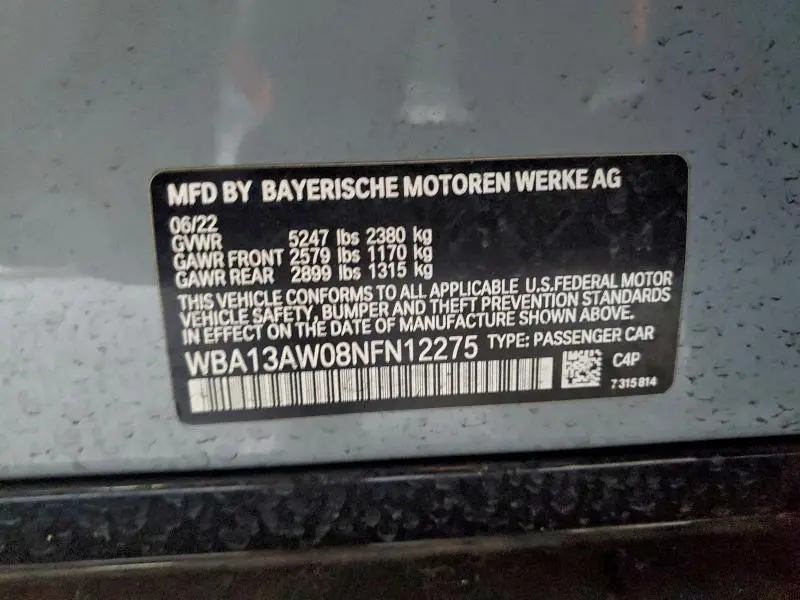 MFD BY BAYERISCHE MOTOREN WERKE AG
06/22
GVWR 5247 lbs 2380 kg
GAWR FRONT 2579 lbs 1170 kg
GAWR REAR 2899 lbs 1315 kg
THIS VEHICLE CONFORMS TO ALL APPLICABLE U.S.FEDERAL MOTOR
VEHICLE SAFETY, BUMPER AND THEFT PREVENTION STANDARDS
IN EFFECT ON THE DATE OF MANUFACTURE SHOWN ABOVE.
WBA13AW08NFN12275 TYPE: PASSENGER CAR
C4P
7 315 814